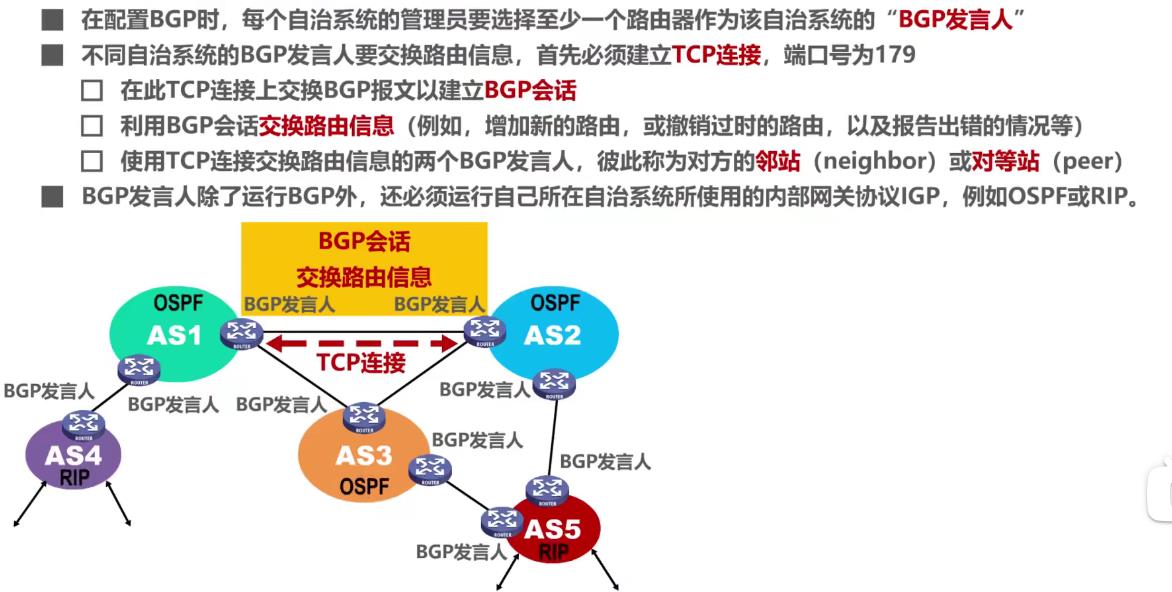 在配置BGP时，每个自治系统的管理员要选择至少一个路由器作为该自治系统的“BGP发言人”
不同自治系统的BGP发言人要交换路由信息，首先必须建立TCP连接，端口号为179
在此TCP连接上交换BGP报文以建立BGP会话
利用BGP会话交换路由信息（例如，增加新的路由，或撤销过时的路由，以及报告出错的情况等）
使用TCP连接交换路由信息的两个BGP发言人，彼此称为对方的邻站（neighbor）或对等站（peer）
BGP发言人除了运行BGP外，还必须运行自己所在自治系统所使用的内部网关协议IGP，例如OSPF或RIP。
BGP会话
交换路由信息
BGP发言人
BGP发言人
OSPF
AS1
ROUTER
ROUTER
OSPF
AS2
TCP连接
ROUTER
BGP发言人
BGP发言人
BGP发言人
BGP发言人
ROUTER
ROUTER
AS4
RIP
ROUTER
AS3
OSPF
BGP发言人
ROUTER
BGP发言人
ROUTER
ROUTER
AS5
RIP
BGP发言人